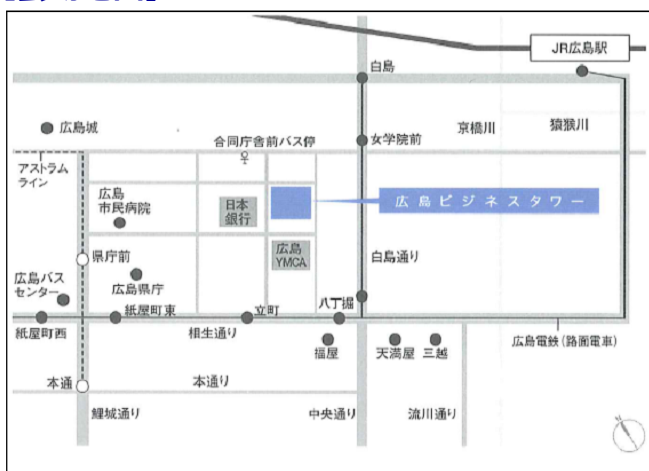 JR広島駅
白島
広島城
合同庁舎前バス停
女学院前
京橋川
猿猴川
アストラム
ライン
広島
市民病院
日本
銀行
広島ビジネスタワー
県庁前
広島
YMCA
白島通り
広島バス
センター
広島県庁
紙屋町東
立町
八丁堀
紙屋町西
相生通り
福屋
天満屋
三越
広島電鉄(路面電車)
本通
本通り
鯉城通り
中央通り
流川通り